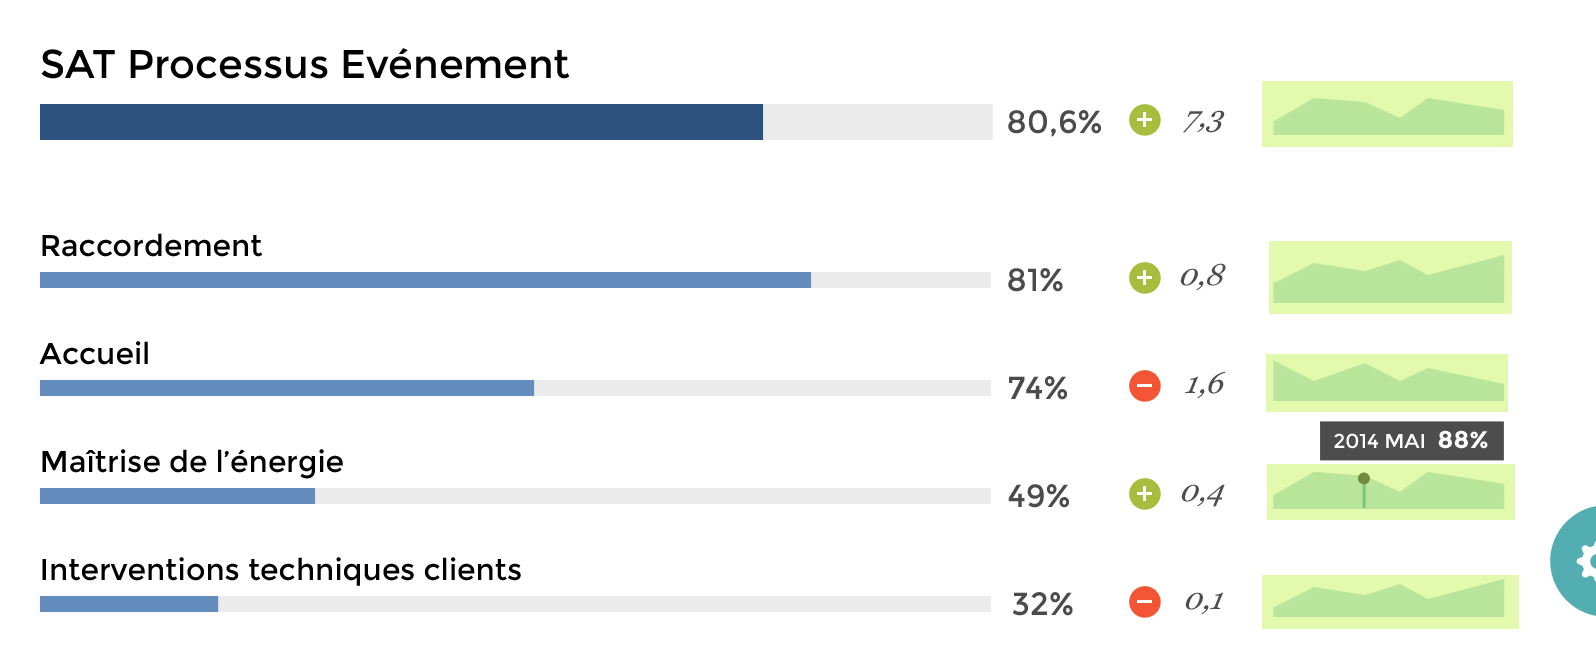 SAT Processus Evénement
80,6% + 7,3
Raccordement
81% + 0,8
Accueil
74% − 1,6
2014 MAI 88%
Maîtrise de l’énergie
49% + 0,4
Interventions techniques clients
32% − 0,1